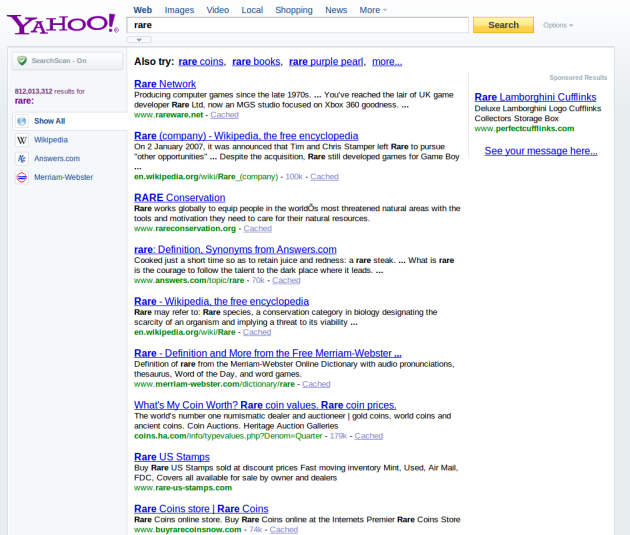 YAHOO!®
Web Images Video Local Shopping News More
rare
Search
Options
SearchScan - On
812,013,312 results for
rare:
Show All
Wikipedia
Answers.com
Merriam-Webster
Also try: rare coins, rare books, rare purple pearl, more...
Rare Network
Producing computer games since the late 1970s. ... You've reached the lair of UK game
developer Rare Ltd, now an MGS studio focused on Xbox 360 goodness. ...
www.rareware.net - Cached
Rare (company) - Wikipedia, the free encyclopedia
On 2 January 2007, it was announced that Tim and Chris Stamper left Rare to pursue
"other opportunities" ... Despite the acquisition, Rare still developed games for Game Boy
...
en.wikipedia.org/wiki/Rare_(company) - 100k - Cached
RARE Conservation
Rare works globally to equip people in the worldÕs most threatened natural areas with the
tools and motivation they need to care for their natural resources.
www.rareconservation.org - Cached
rare: Definition, Synonyms from Answers.com
Cooked just a short time so as to retain juice and redness: a rare steak. ... What is rare
is the courage to follow the talent to the dark place where it leads. ...
www.answers.com/topic/rare - 70k - Cached
Rare - Wikipedia, the free encyclopedia
Rare may refer to: Rare species, a conservation category in biology designating the
scarcity of an organism and implying a threat to its viability ...
en.wikipedia.org/wiki/Rare - Cached
Rare - Definition and More from the Free Merriam-Webster ...
Definition of rare from the Merriam-Webster Online Dictionary with audio pronunciations,
thesaurus, Word of the Day, and word games.
www.merriam-webster.com/dictionary/rare - Cached
What's My Coin Worth? Rare coin values. Rare coin prices.
The world's number one numismatic dealer and auctioneer | gold coins, world coins and
ancient coins. Coin Auctions. Heritage Auction Galleries
coins.ha.com/info/typevalues.php?Denom=Quarter - 179k - Cached
Rare US Stamps
Buy Rare US Stamps sold at discount prices Fast moving inventory Mint, Used, Air Mail,
FDC, Covers all available for sale by owner and dealers
www.rare-us-stamps.com
Rare Coins store | Rare Coins
Rare Coins online store. Buy Rare Coins online at the Internets Premier Rare Coins Store
www.buyrarecoinsnow.com - 74k - Cached
Sponsored Results
Rare Lamborghini Cufflinks
Deluxe Lamborghini Logo Cufflinks
Collectors Storage Box
www.perfectcufflinks.com
See your message here...